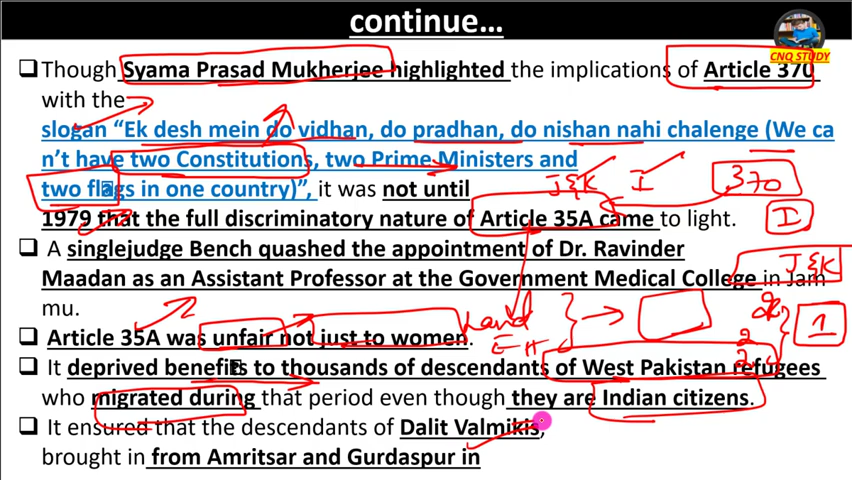 continue…
CNQ STUDY
❑Though Syama Prasad Mukherjee highlighted the implications of Article 370
with the
slogan “Ek desh mein do vidhan, do pradhan, do nishan nahi chalenge (We ca
n’t have two Constitutions, two Prime Ministers and
two flags in one country)”, it was not until
J&K I 370
1979 that the full discriminatory nature of Article 35A came to light.
I
❑ A singlejudge Bench quashed the appointment of Dr. Ravinder
J&K
Maadan as an Assistant Professor at the Government Medical College in Jam
mu.
Land
1
❑ Article 35A was unfair not just to women.
2
❑ It deprived benefits to thousands of descendants of West Pakistan refugees
who migrated during that period even though they are Indian citizens.
❑ It ensured that the descendants of Dalit Valmikis,
brought in from Amritsar and Gurdaspur in